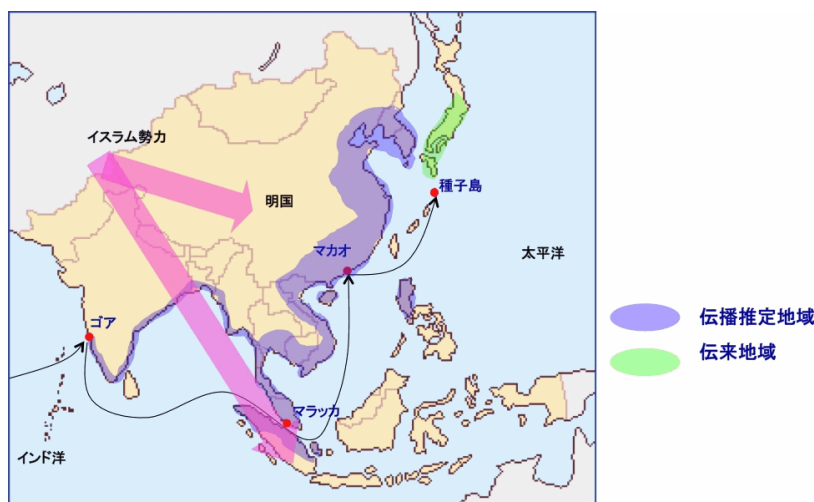 イスラム勢力
明国
種子島
マカオ
太平洋
ゴア
伝播推定地域
伝来地域
マラッカ
インド洋